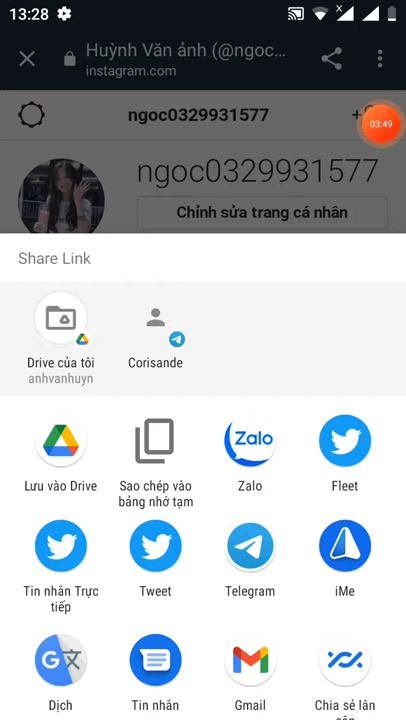 13:28
Huỳnh Văn ảnh (@ngoc...
instagram.com
ngoc0329931577
03:49
ngoc0329931577
Chỉnh sửa trang cá nhân
Share Link
Drive của tôi
anhvanhuyn
Corisande
Lưu vào Drive
Sao chép vào
bảng nhớ tạm
Zalo
Zalo
Fleet
Tin nhắn Trực
tiếp
Tweet
Telegram
iMe
G
Dịch
Tin nhắn
Gmail
Chia sẻ lân